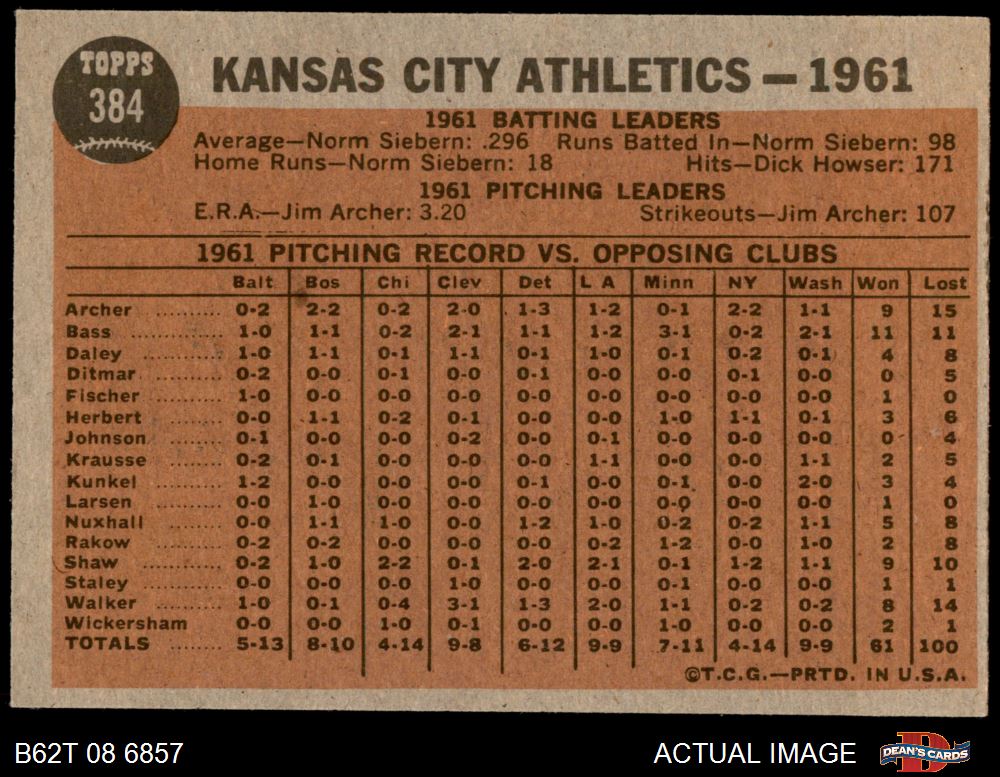 TOPPS
384
KANSAS CITY ATHLETICS — 1961
1961 BATTING LEADERS
Average—Norm Siebern: .296 Runs Batted In—Norm Siebern: 98
Home Runs—Norm Siebern: 18 Hits—Dick Howser: 171
1961 PITCHING LEADERS
E.R.A.—Jim Archer: 3.20 Strikeouts—Jim Archer: 107
1961 PITCHING RECORD VS. OPPOSING CLUBS
Balt Bos Chi Clev Det L A Minn NY Wash Won Lost
Archer .......... 0-2 2-2 0-2 2-0 1-3 1-2 0-1 2-2 1-1 9 15
Bass .......... 1-0 1-1 0-2 2-1 1-1 1-2 3-1 0-2 2-1 11 11
Daley .......... 1-0 1-1 0-1 1-1 0-1 1-0 0-1 0-2 0-1 4 8
Ditmar .......... 0-2 0-0 0-1 0-0 0-1 0-0 0-0 0-1 0-0 0 5
Fischer .......... 1-0 0-0 0-0 0-0 0-0 0-0 0-0 0-0 0-0 1 0
Herbert .......... 0-0 1-1 0-2 0-1 0-0 0-0 1-0 1-1 0-1 3 6
Johnson .......... 0-1 0-0 0-0 0-2 0-0 0-1 0-0 0-0 0-0 0 4
Krausse .......... 0-2 0-1 0-0 0-0 0-0 1-1 0-0 0-0 1-1 2 5
Kunkel .......... 1-2 0-0 0-0 0-0 0-1 0-0 0-1 0-0 2-0 3 4
Larsen .......... 0-0 1-0 0-0 0-0 0-0 0-0 0-0 0-0 0-0 1 0
Nuxhall .......... 0-0 1-1 1-0 0-0 1-2 1-0 0-2 0-2 1-1 5 8
Rakow .......... 0-2 0-2 0-0 0-0 0-0 0-2 1-2 0-0 1-0 2 8
Shaw .......... 0-2 1-0 2-2 0-1 2-0 2-1 0-1 1-2 1-1 9 10
Staley .......... 0-0 0-0 0-0 1-0 0-0 0-0 0-1 0-0 0-0 1 1
Walker .......... 1-0 0-1 0-4 3-1 1-3 2-0 1-1 0-2 0-2 8 14
Wickersham 0-0 0-0 1-0 0-1 0-0 0-0 1-0 0-0 0-0 2 1
TOTALS .......... 5-13 8-10 4-14 9-8 6-12 9-9 7-11 4-14 9-9 61 100
©T.C.G.—PRTD. IN U.S.A.
B62T 08 6857 ACTUAL IMAGE DEAN'S CARDS